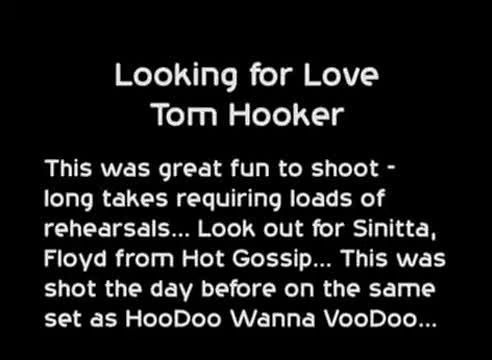 Looking for Love
Tom Hooker
This was great fun to shoot -
long takes requiring loads of
rehearsals... Look out for Sinitta,
Floyd from Hot Gossip... This was
shot the day before on the same
set as HooDoo Wanna VooDoo...